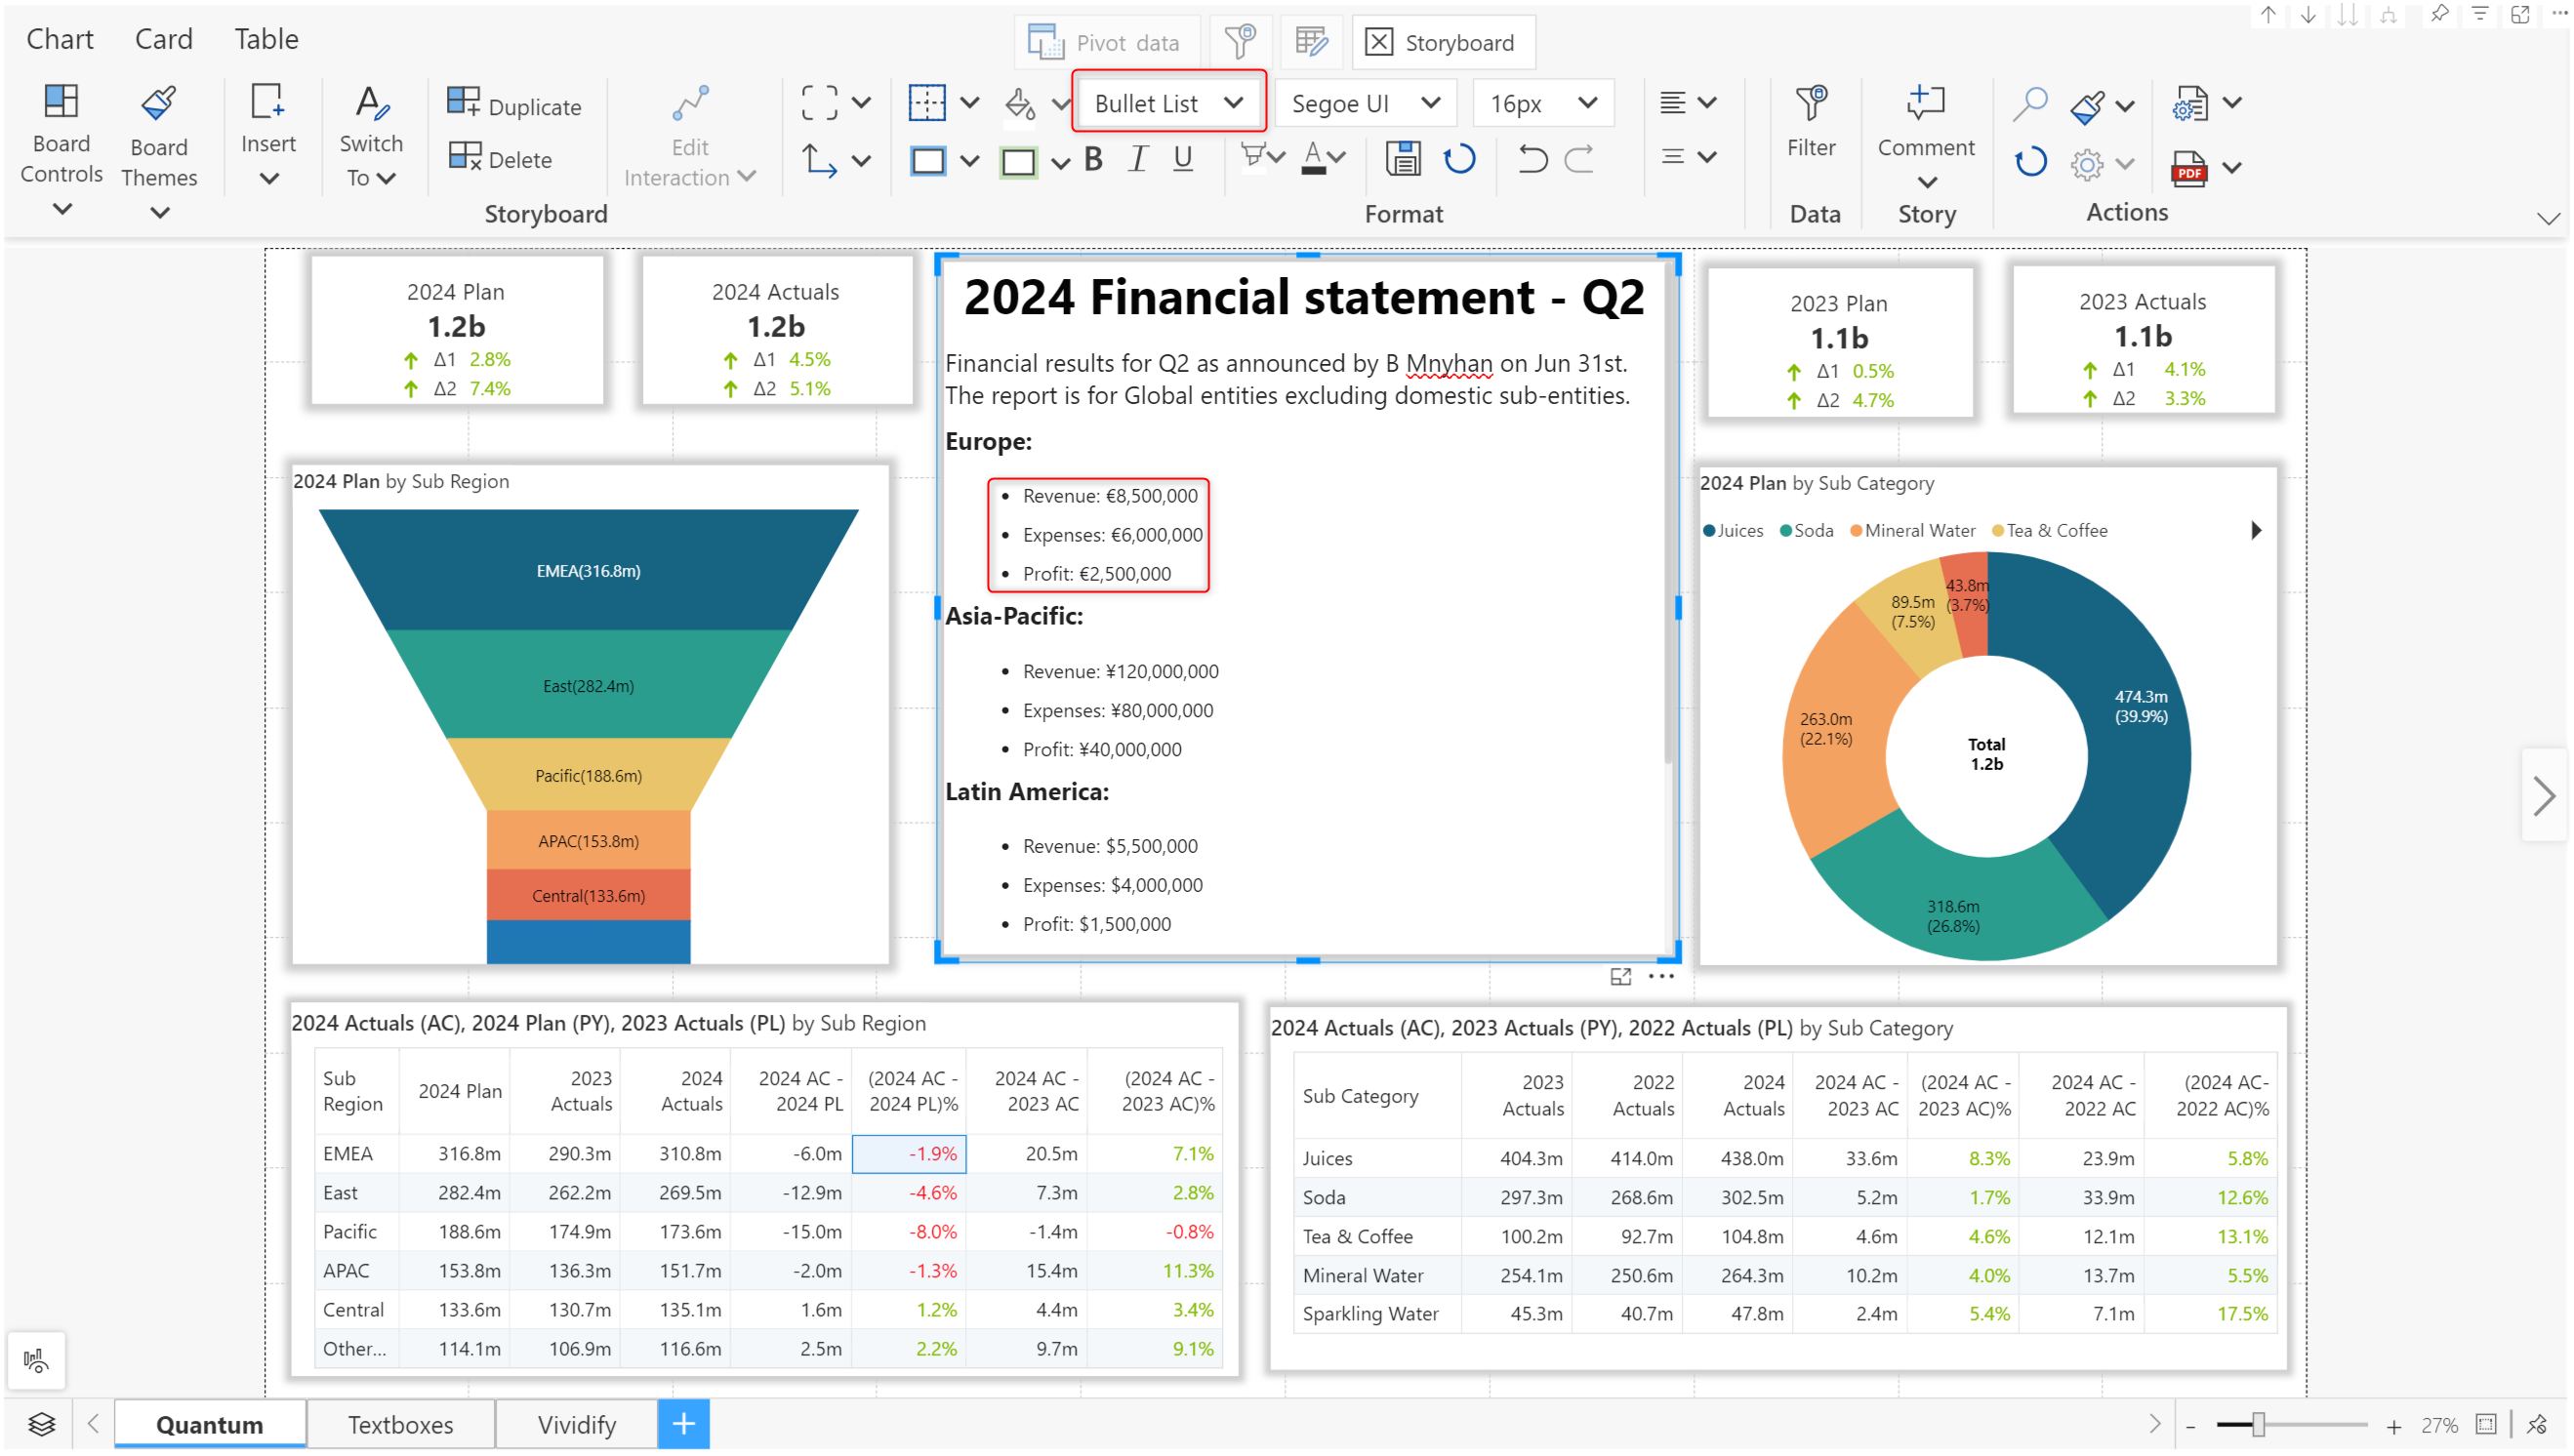 Chart Card Table
Pivot data
Storyboard
Board Controls
Board Themes
Insert
Switch To
Duplicate
Delete
Edit Interaction
Bullet List
Segoe UI
16px
B I U
A
Filter
Comment
PDF
Storyboard
Format
Data
Story
Actions
2024 Plan
1.2b
Δ1 2.8%
Δ2 7.4%
2024 Actuals
1.2b
Δ1 4.5%
Δ2 5.1%
2024 Financial statement - Q2
Financial results for Q2 as announced by B Mnyhan on Jun 31st.
The report is for Global entities excluding domestic sub-entities.
Europe:
• Revenue: €8,500,000
• Expenses: €6,000,000
• Profit: €2,500,000
Asia-Pacific:
• Revenue: ¥120,000,000
• Expenses: ¥80,000,000
• Profit: ¥40,000,000
Latin America:
• Revenue: $5,500,000
• Expenses: $4,000,000
• Profit: $1,500,000
2023 Plan
1.1b
Δ1 0.5%
Δ2 4.7%
2023 Actuals
1.1b
Δ1 4.1%
Δ2 3.3%
2024 Plan by Sub Region
EMEA(316.8m)
East(282.4m)
Pacific(188.6m)
APAC(153.8m)
Central(133.6m)
2024 Plan by Sub Category
Juices Soda Mineral Water Tea & Coffee
43.8m
(3.7%)
89.5m
(7.5%)
474.3m
(39.9%)
263.0m
(22.1%)
Total
1.2b
318.6m
(26.8%)
2024 Actuals (AC), 2024 Plan (PY), 2023 Actuals (PL) by Sub Region
Sub Region 2024 Plan 2023 Actuals 2024 Actuals 2024 AC - 2024 PL (2024 AC - 2024 PL)% 2024 AC - 2023 AC (2024 AC - 2023 AC)%
EMEA 316.8m 290.3m 310.8m -6.0m -1.9% 20.5m 7.1%
East 282.4m 262.2m 269.5m -12.9m -4.6% 7.3m 2.8%
Pacific 188.6m 174.9m 173.6m -15.0m -8.0% -1.4m -0.8%
APAC 153.8m 136.3m 151.7m -2.0m -1.3% 15.4m 11.3%
Central 133.6m 130.7m 135.1m 1.6m 1.2% 4.4m 3.4%
Other... 114.1m 106.9m 116.6m 2.5m 2.2% 9.7m 9.1%
2024 Actuals (AC), 2023 Actuals (PY), 2022 Actuals (PL) by Sub Category
Sub Category 2023 Actuals 2022 Actuals 2024 Actuals 2024 AC - 2023 AC (2024 AC - 2023 AC)% 2024 AC - 2022 AC (2024 AC- 2022 AC)%
Juices 404.3m 414.0m 438.0m 33.6m 8.3% 23.9m 5.8%
Soda 297.3m 268.6m 302.5m 5.2m 1.7% 33.9m 12.6%
Tea & Coffee 100.2m 92.7m 104.8m 4.6m 4.6% 12.1m 13.1%
Mineral Water 254.1m 250.6m 264.3m 10.2m 4.0% 13.7m 5.5%
Sparkling Water 45.3m 40.7m 47.8m 2.4m 5.4% 7.1m 17.5%
Quantum Textboxes Vividify +
- + 27%